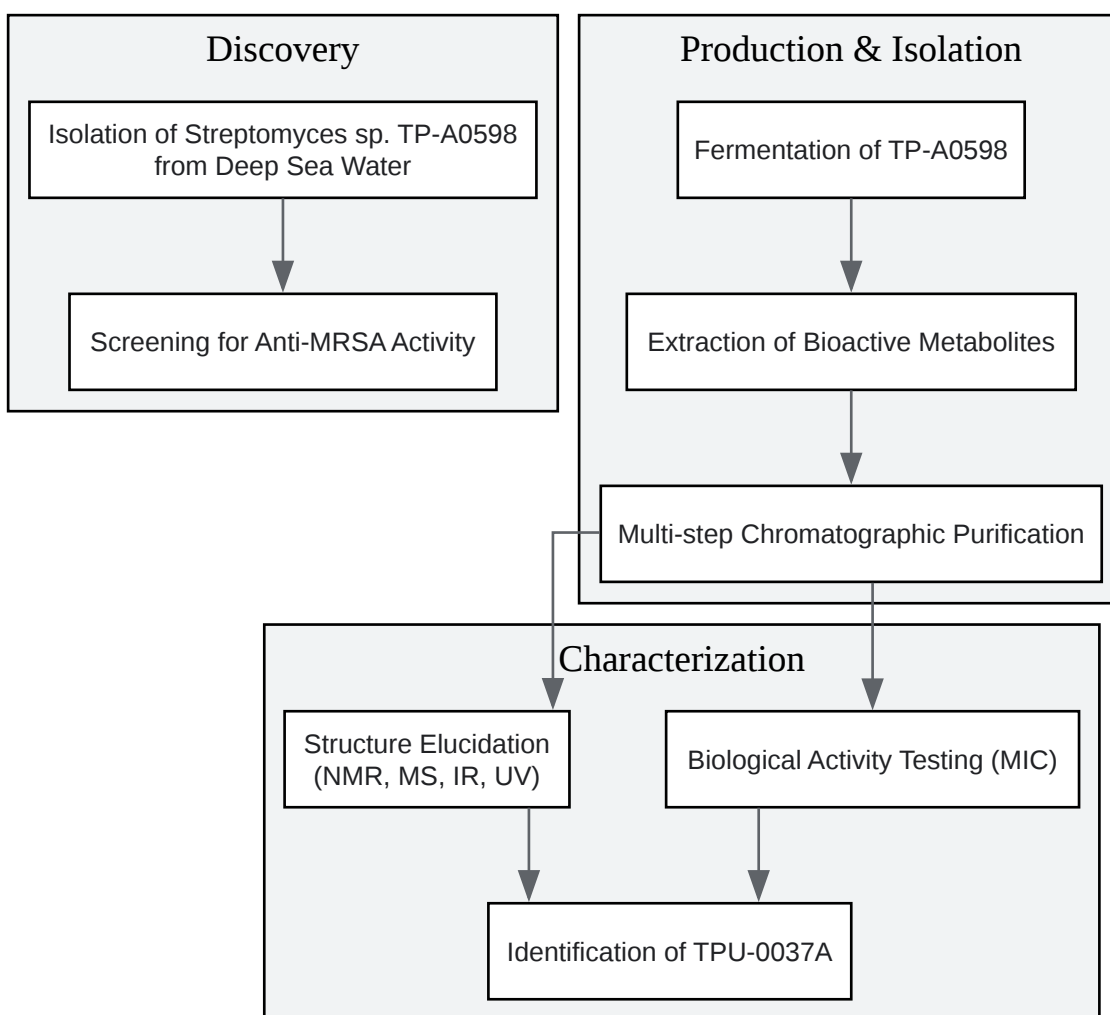 Discovery
Isolation of Streptomyces sp. TP-A0598
from Deep Sea Water
Screening for Anti-MRSA Activity
Production & Isolation
Fermentation of TP-A0598
Extraction of Bioactive Metabolites
Multi-step Chromatographic Purification
Characterization
Structure Elucidation
(NMR, MS, IR, UV)
Biological Activity Testing (MIC)
Identification of TPU-0037A